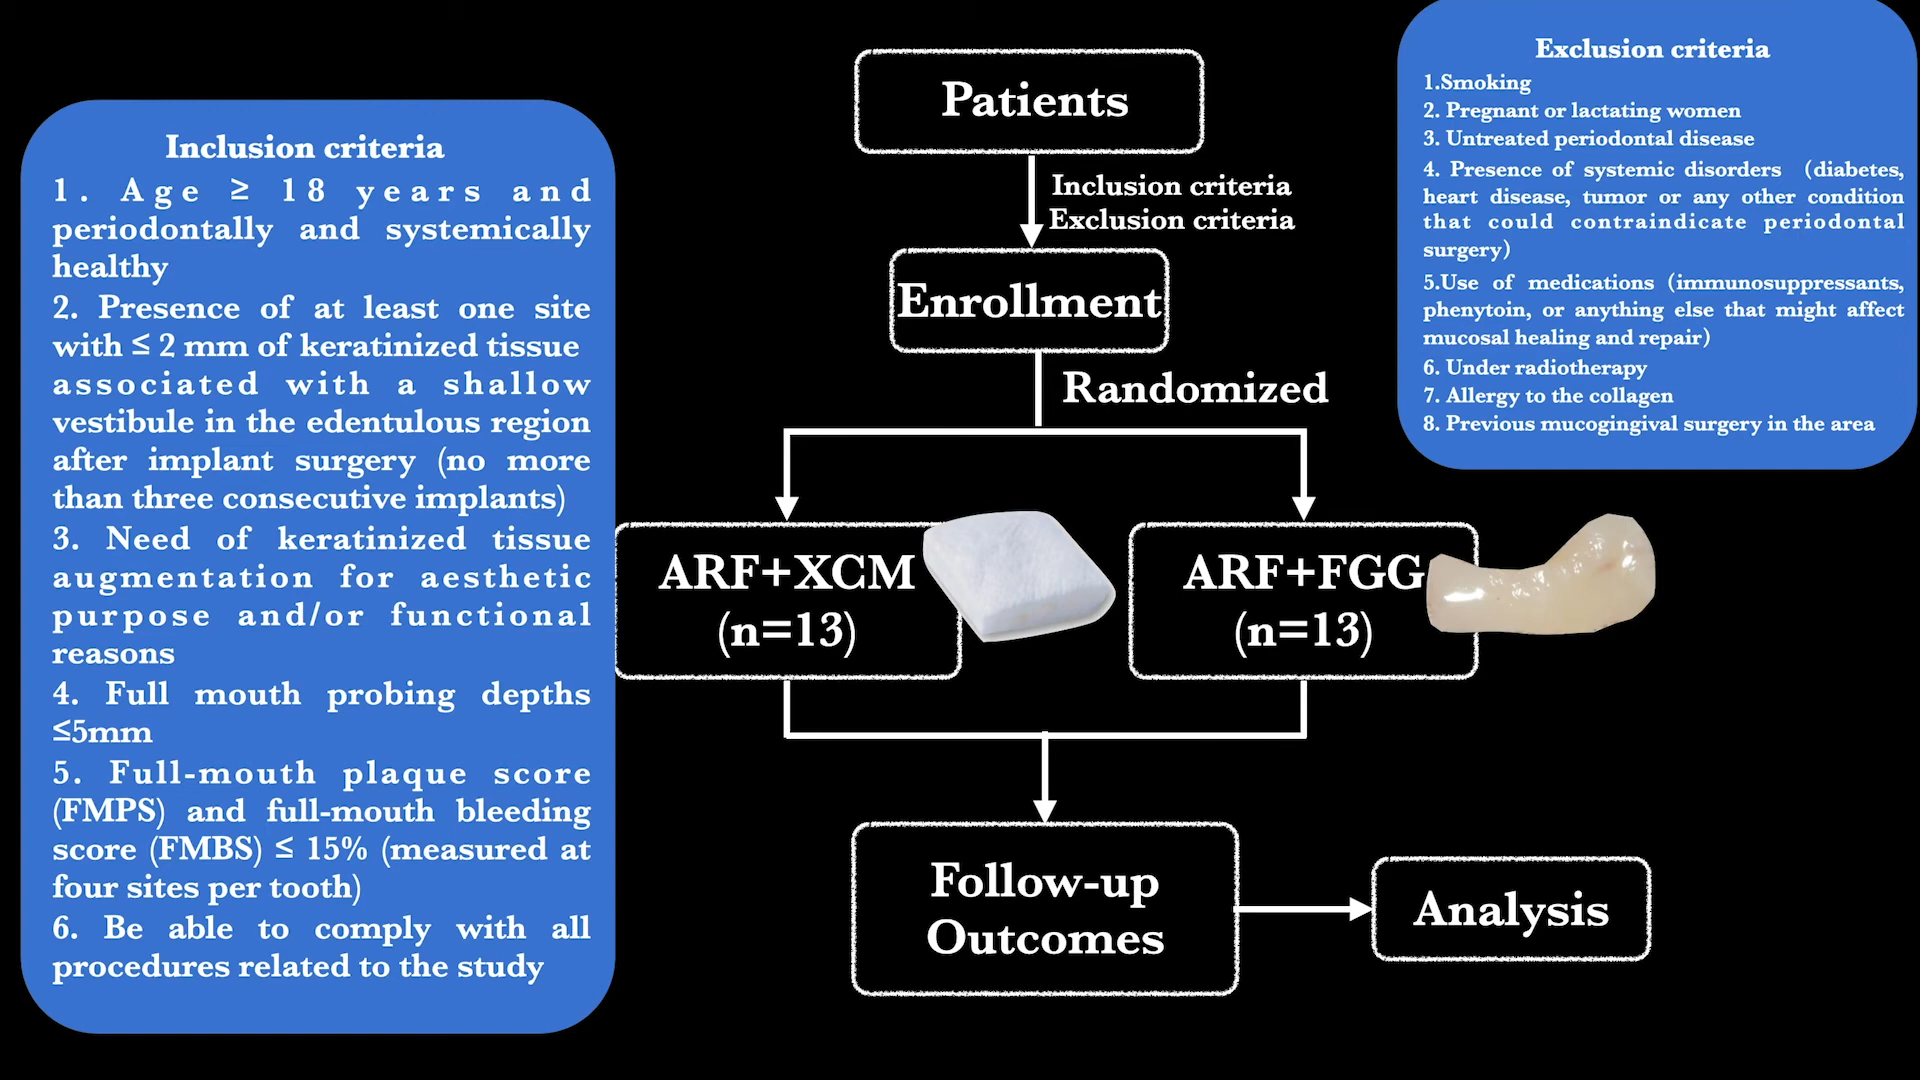 Inclusion criteria
1. Age ≥ 18 years and
periodontally and systemically
healthy
2. Presence of at least one site
with ≤ 2 mm of keratinized tissue
associated with a shallow
vestibule in the edentulous region
after implant surgery (no more
than three consecutive implants)
3. Need of keratinized tissue
augmentation for aesthetic
purpose and/or functional
reasons
4. Full mouth probing depths
≤5mm
5. Full-mouth plaque score
(FMPS) and full-mouth bleeding
score (FMBS) ≤ 15% (measured at
four sites per tooth)
6. Be able to comply with all
procedures related to the study
Patients
Inclusion criteria
Exclusion criteria
Enrollment
Randomized
ARF+XCM
(n=13)
ARF+FGG
(n=13)
Follow-up
Outcomes
Analysis
Exclusion criteria
1.Smoking
2. Pregnant or lactating women
3. Untreated periodontal disease
4. Presence of systemic disorders （diabetes,
heart disease, tumor or any other condition
that could contraindicate periodontal
surgery)
5.Use of medications (immunosuppressants,
phenytoin, or anything else that might affect
mucosal healing and repair)
6. Under radiotherapy
7. Allergy to the collagen
8. Previous mucogingival surgery in the area